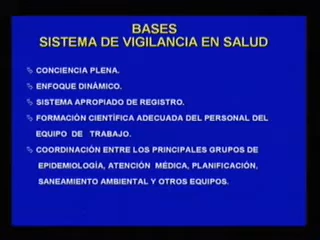 BASES
SISTEMA DE VIGILANCIA EN SALUD
CONCIENCIA PLENA.
ENFOQUE DINÁMICO.
SISTEMA APROPIADO DE REGISTRO.
FORMACIÓN CIENTÍFICA ADECUADA DEL PERSONAL DEL
EQUIPO DE TRABAJO.
COORDINACIÓN ENTRE LOS PRINCIPALES GRUPOS DE
EPIDEMIOLOGÍA, ATENCIÓN MÉDICA, PLANIFICACIÓN,
SANEAMIENTO AMBIENTAL Y OTROS EQUIPOS.